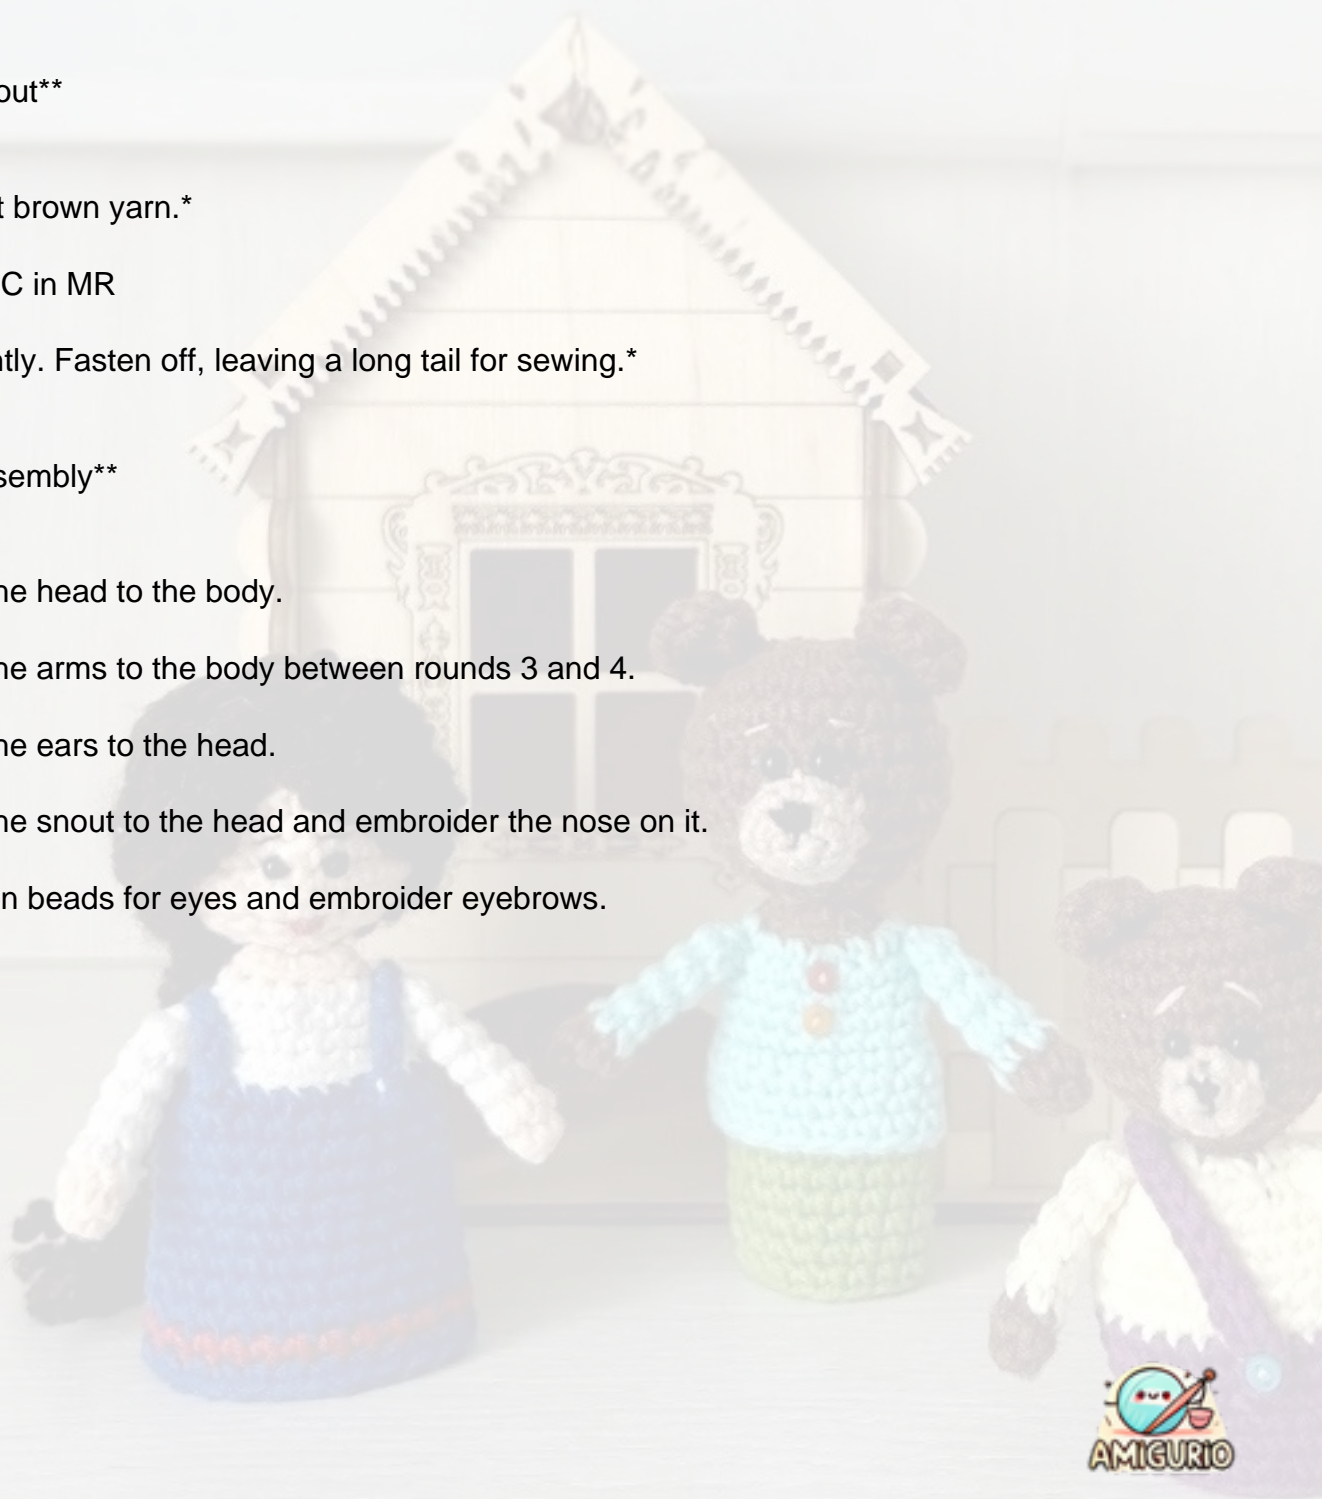 out**
t brown yarn.*
C in MR
ntly. Fasten off, leaving a long tail for sewing.*
sembly**
he head to the body.
he arms to the body between rounds 3 and 4.
he ears to the head.
he snout to the head and embroider the nose on it.
n beads for eyes and embroider eyebrows.
AMIGURIO